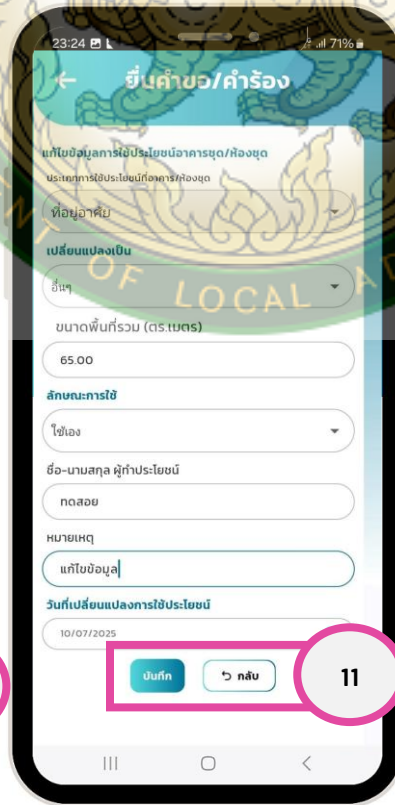 23:24
71%
ยื่นคำขอ/คำร้อง
แก้ไขข้อมูลการใช้ประโยชน์อาคารชุด/ห้องชุด
ประเภทการใช้ประโยชน์ที่อาคาร/ห้องชุด
ที่อยู่อาศัย
เปลี่ยนแปลงเป็น
OF LOCAL
อื่นๆ
ขนาดพื้นที่รวม (ตร.เมตร)
65.00
ลักษณะการใช้
ใช้เอง
ชื่อ-นามสกุล ผู้ทำประโยชน์
ทดสอย
หมายเหตุ
แก้ไขข้อมูล
วันที่เปลี่ยนแปลงการใช้ประโยชน์
10/07/2025
บันทึก
กลับ
11